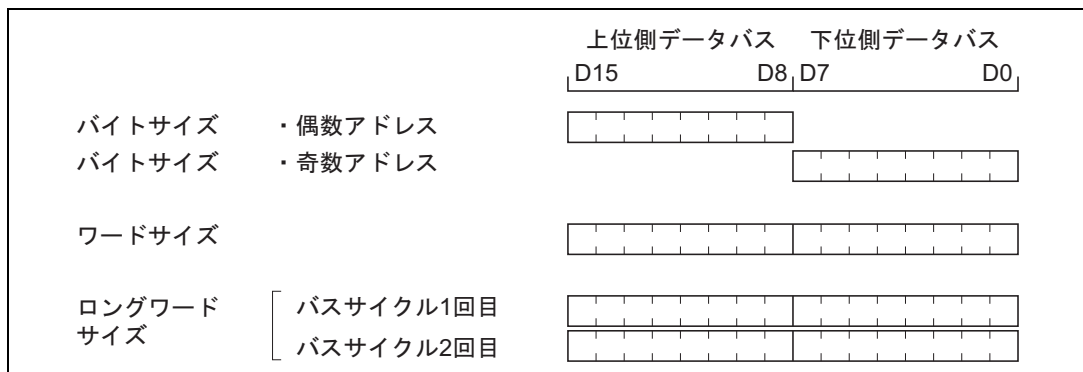 上位側データバス 下位側データバス
D15 D8 D7 D0
バイトサイズ ・偶数アドレス
バイトサイズ ・奇数アドレス
ワードサイズ
ロングワード バスサイクル1回目
サイズ バスサイクル2回目